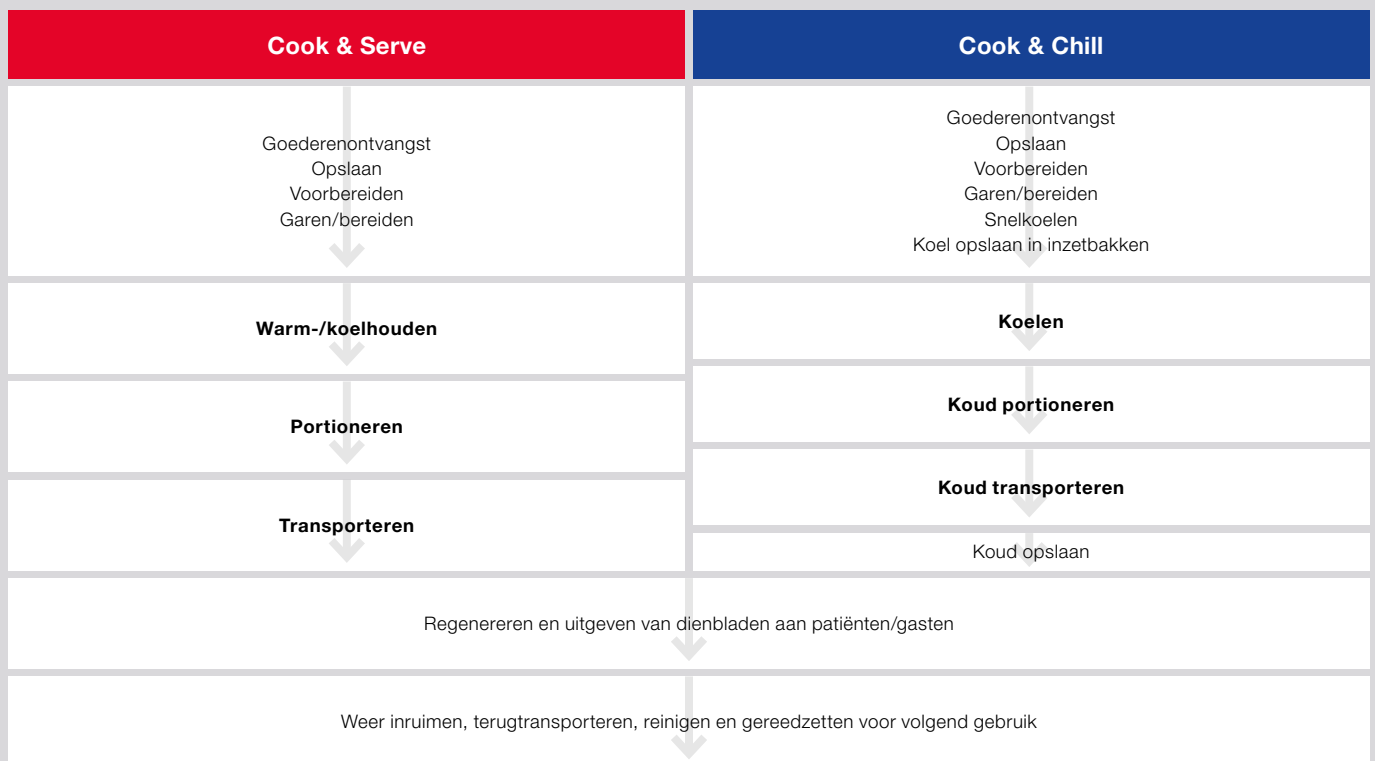 Cook & Serve
Goederenontvangst
Opslaan
Voorbereiden
Garen/bereiden
Warm-/koelhouden
Portioneren
Transporteren
Cook & Chill
Goederenontvangst
Opslaan
Voorbereiden
Garen/bereiden
Snelkoelen
Koel opslaan in inzetbakken
Koelen
Koud portioneren
Koud transporteren
Koud opslaan
Regenereren en uitgeven van dienbladen aan patiënten/gasten
Weer inruimen, terugtransporteren, reinigen en gereedzetten voor volgend gebruik